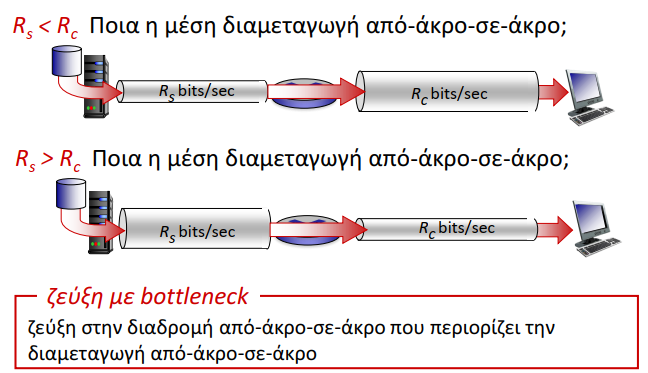 Rs < Rc Ποια η μέση διαμεταγωγή από-άκρο-σε-άκρο;
Rs bits/sec
Rc bits/sec
Rs > Rc Ποια η μέση διαμεταγωγή από-άκρο-σε-άκρο;
Rs bits/sec
Rc bits/sec
ζεύξη με bottleneck
ζεύξη στην διαδρομή από-άκρο-σε-άκρο που περιορίζει την
διαμεταγωγή από-άκρο-σε-άκρο